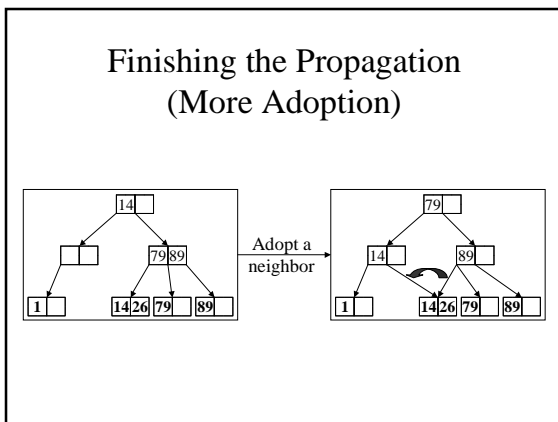 Finishing the Propagation
(More Adoption)
14
79 89
1
14 26 79 89
Adopt a
neighbor
79
14 89
1
14 26 79 89